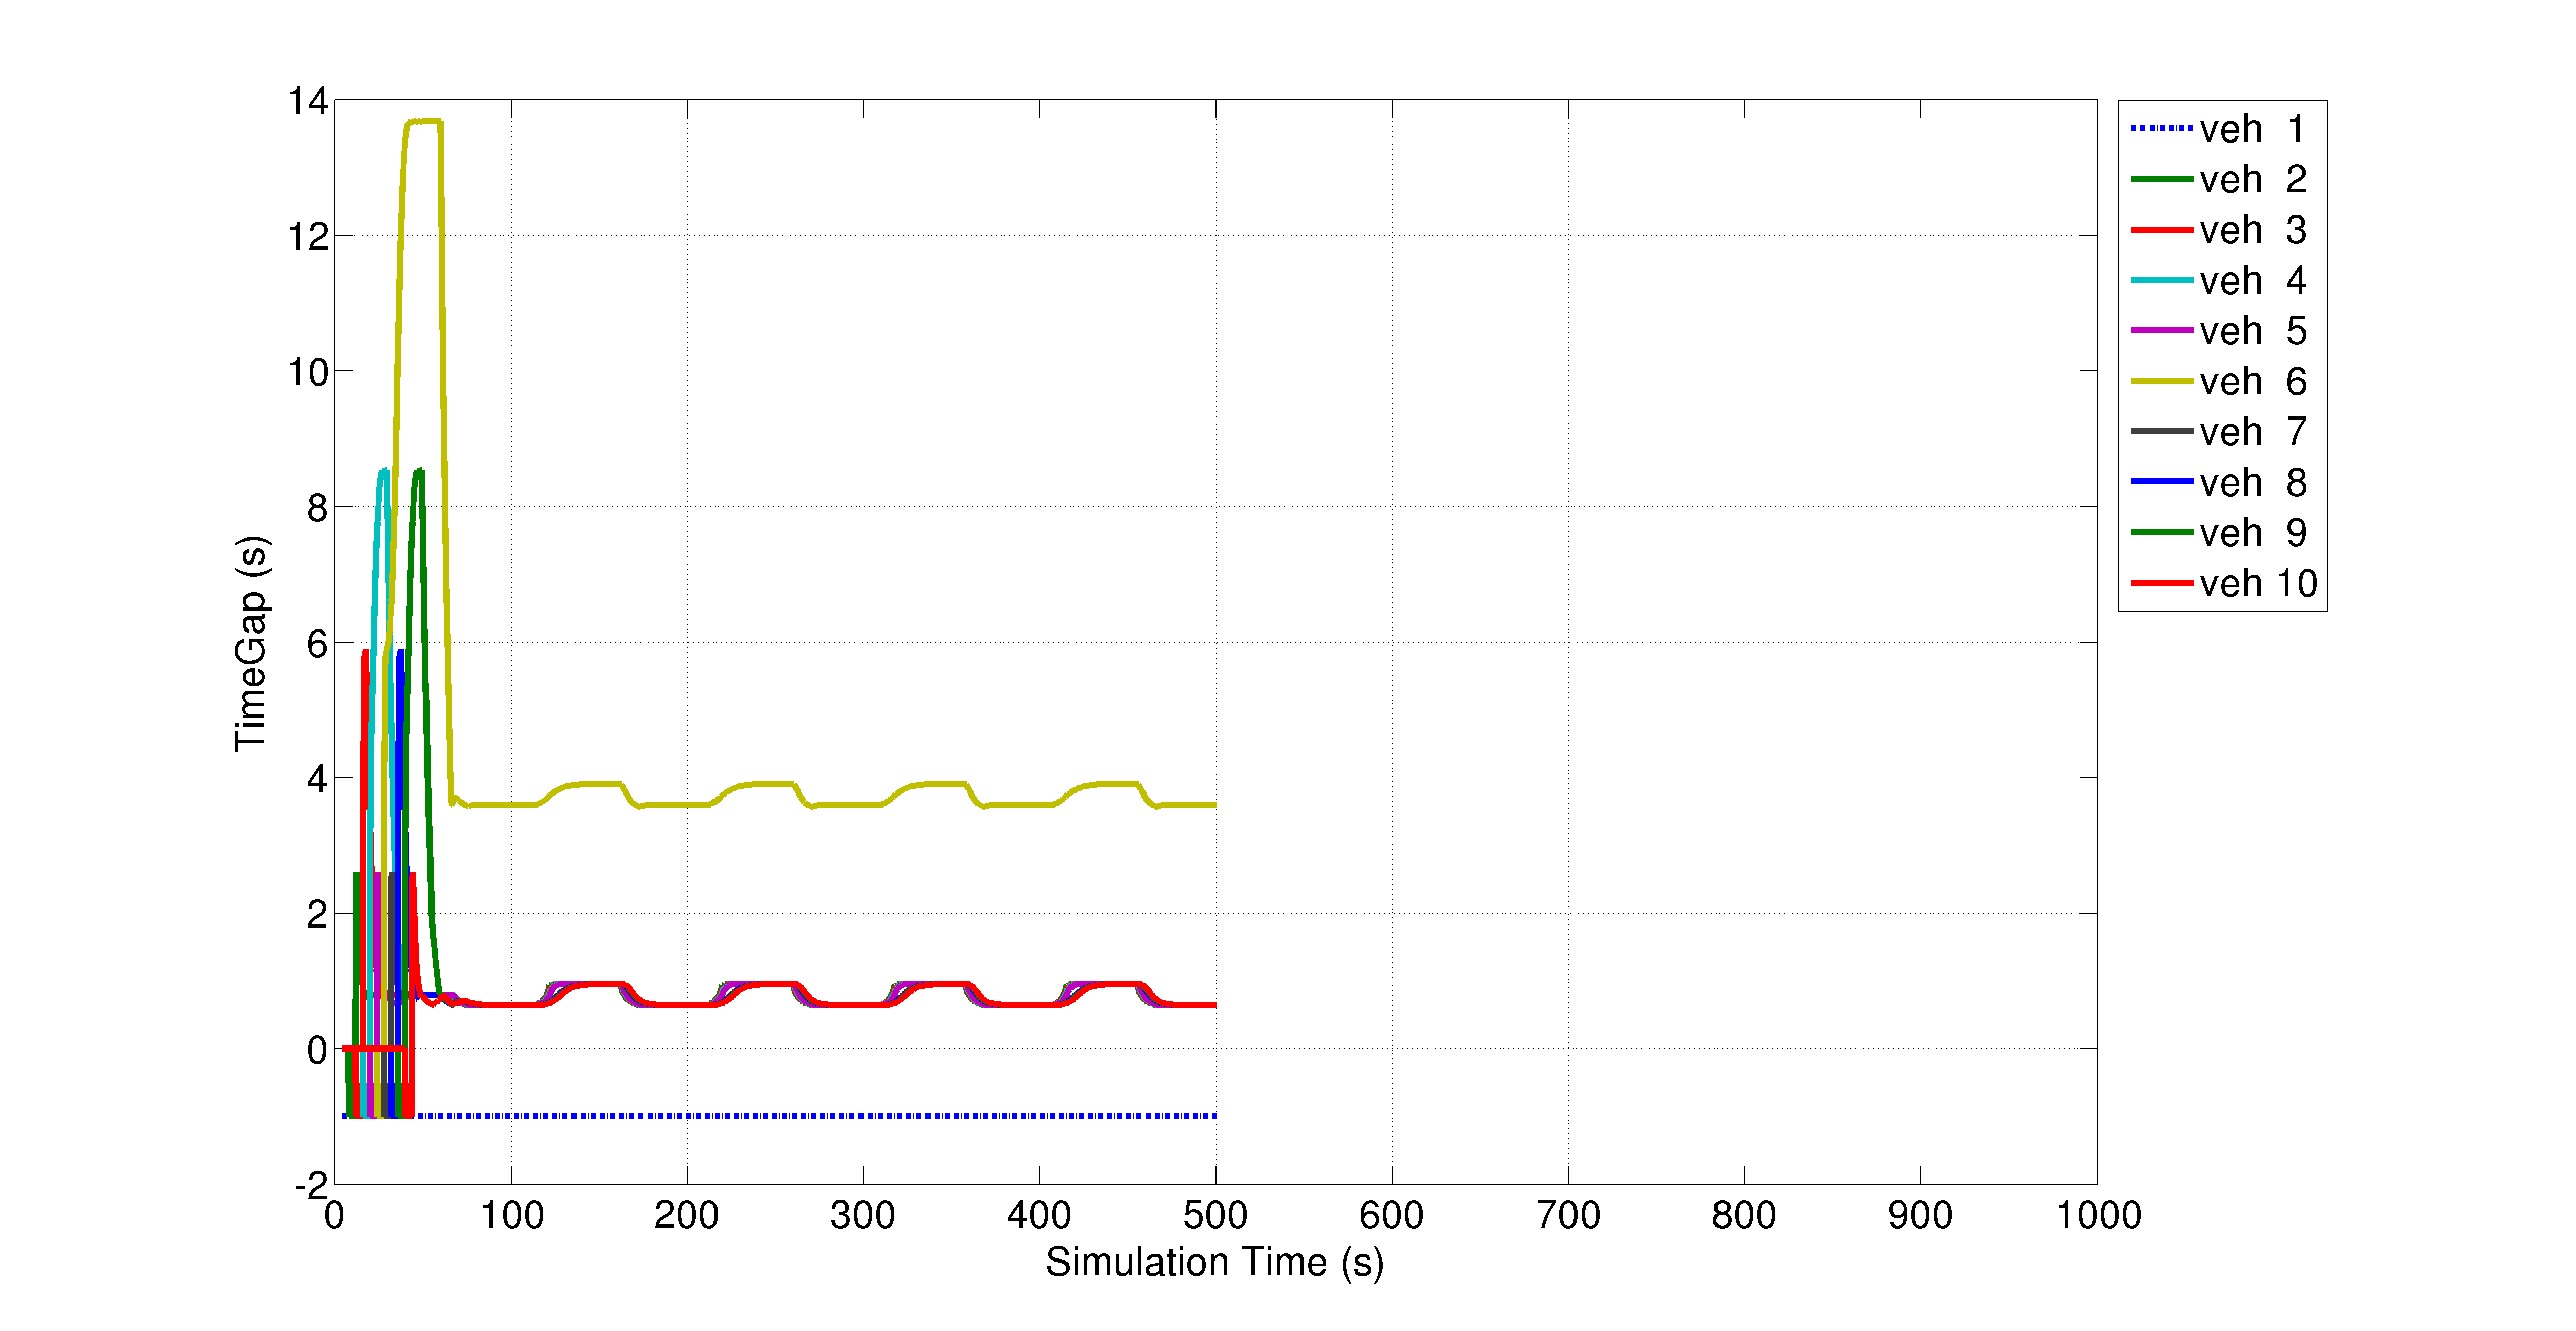 14
12
10
8
6
4
2
0
-2
TimeGap (s)
0 100 200 300 400 500 600 700 800 900 1000
Simulation Time (s)
veh 1
veh 2
veh 3
veh 4
veh 5
veh 6
veh 7
veh 8
veh 9
veh 10